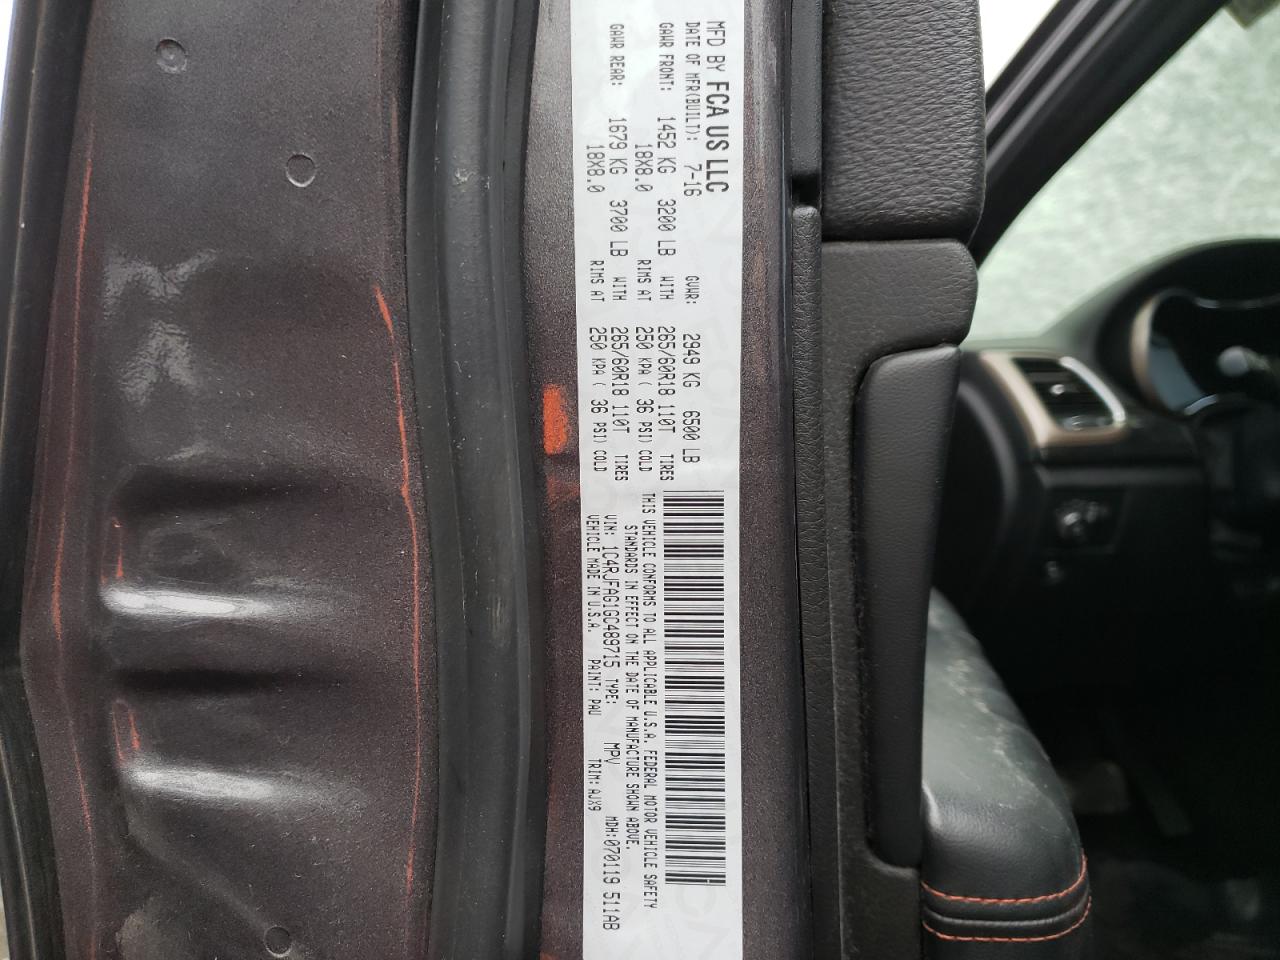 MFD BY FCA US LLC
DATE OF MFR(BUILT): 7-16 GVWR: 2949 KG 6500 LB
GAWR FRONT: 1452 KG 3200 LB WITH 265/60R18 110T TIRES
18X8.0 RIMS AT 250 KPA ( 36 PSI) COLD
GAWR REAR: 1679 KG 3700 LB WITH 265/60R18 110T TIRES
18X8.0 RIMS AT 250 KPA ( 36 PSI) COLD
THIS VEHICLE CONFORMS TO ALL APPLICABLE U.S.A. FEDERAL MOTOR VEHICLE SAFETY
STANDARDS IN EFFECT ON THE DATE OF MANUFACTURE SHOWN ABOVE.
VIN: 1C4RJFAG1GC489715 TYPE: MPV MDH:070119 511AB
VEHICLE MADE IN U.S.A. PAINT: PAU TRIM: AJX9